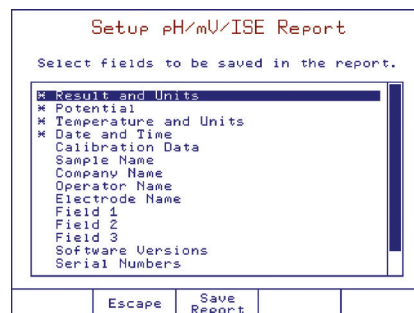 Setup pH/mV/ISE Report
Select fields to be saved in the report.
* Result and Units
* Potential
* Temperature and Units
* Date and Time
Calibration Data
Sample Name
Company Name
Operator Name
Electrode Name
Field 1
Field 2
Field 3
Software Versions
Serial Numbers
Escape
Save
Report